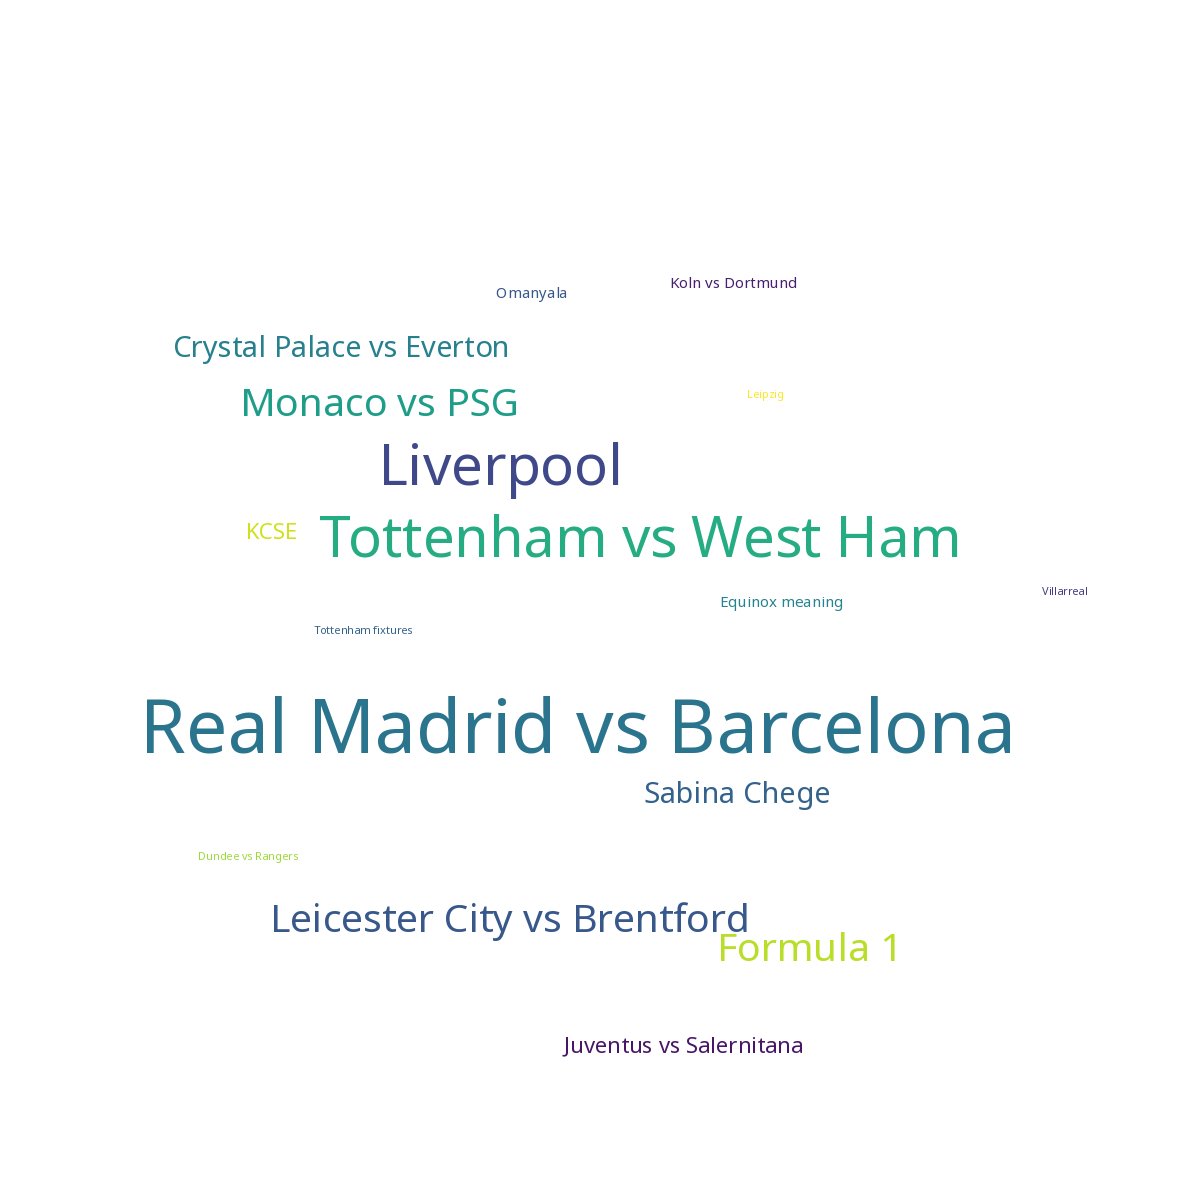 Koln vs Dortmund
Omanyala
Crystal Palace vs Everton
Leipzig
Monaco vs PSG
Liverpool
KCSE
Tottenham vs West Ham
Villarreal
Equinox meaning
Tottenham fixtures
Real Madrid vs Barcelona
Sabina Chege
Dundee vs Rangers
Leicester City vs Brentford
Formula 1
Juventus vs Salernitana